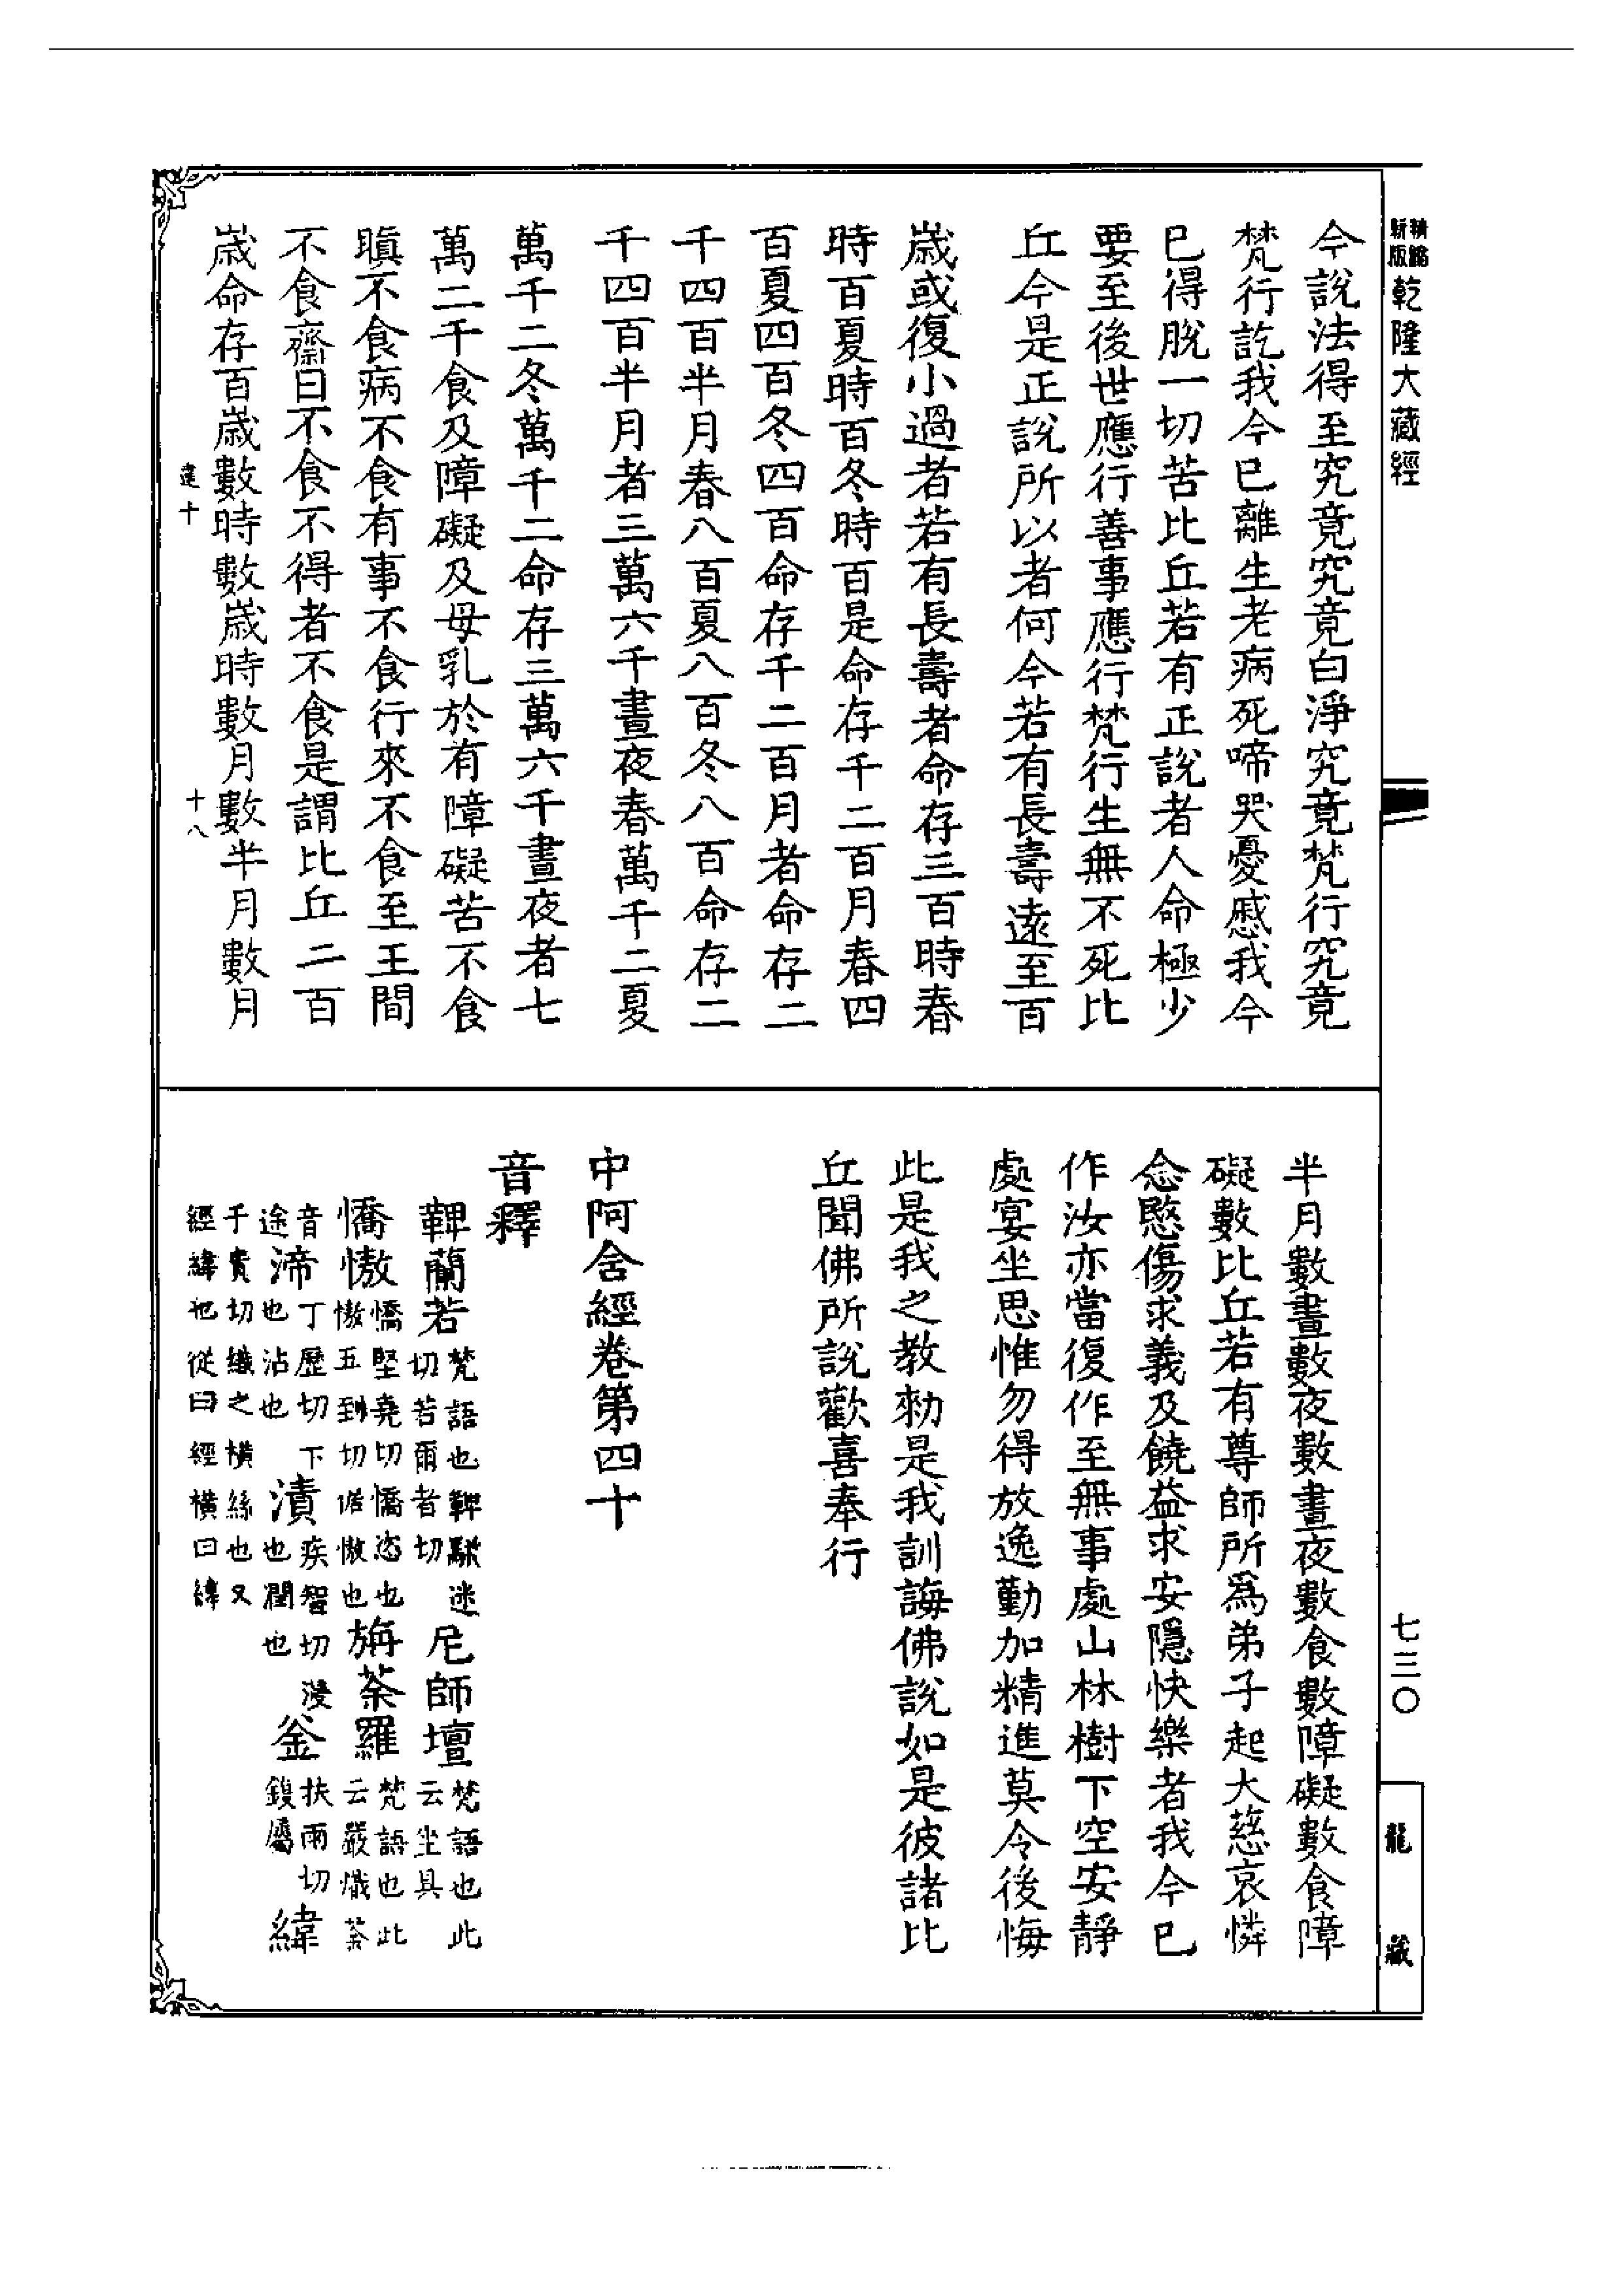 新版
精縮
乾隆大藏經
今說法得至究竟究竟白淨究竟梵行究竟
梵行訖我今已離生老病死啼哭憂慼我今
已得脫一切苦比丘若有正說者人命極少
要至後世應行善事應行梵行生無不死比
丘今是正說所以者何今若有長壽遠至百
歲或復小過者若有長壽者命存三百時春
時百夏時百冬時百是命存千二百月春四
百夏四百冬四百命存千二百月者命存二
千四百半月春八百夏八百冬八百命存二
千四百半月者三萬六千晝夜春萬千二夏
萬千二冬萬千二命存三萬六千晝夜者七
萬二千食及障礙及母乳於有障礙苦不食
瞋不食病不食有事不食行來不食至王間
不食齋日不食不得者不食是謂比丘二百
歲命存百歲數時數歲時數月數半月數月
達十
十八
半月數晝數夜數晝夜數食數障礙數食障
礙數比丘若有尊師所爲弟子起大慈哀憐
念愍傷求義及饒益求安隱快樂者我今已
作汝亦當復作至無事處山林樹下空安靜
處宴坐思惟勿得放逸勤加精進莫令後悔
此是我之教勑是我訓誨佛說如是彼諸比
丘聞佛所說歡喜奉行
中阿含經卷第四十
音釋
鞞蘭若 梵語也鞞駢迷切若爾者切 尼師壇 梵語也此云坐具
憍慠 憍堅堯切憍恣也慠五到切倨慠也 旃荼羅 梵語也此云嚴熾荼
音途 渧 丁歷切下也沾也 漬 疾智切浸也潤也 釜 扶雨切鍑屬 緯
于貴切織之橫絲也又經緯也從曰經橫曰緯
七三〇
龍藏